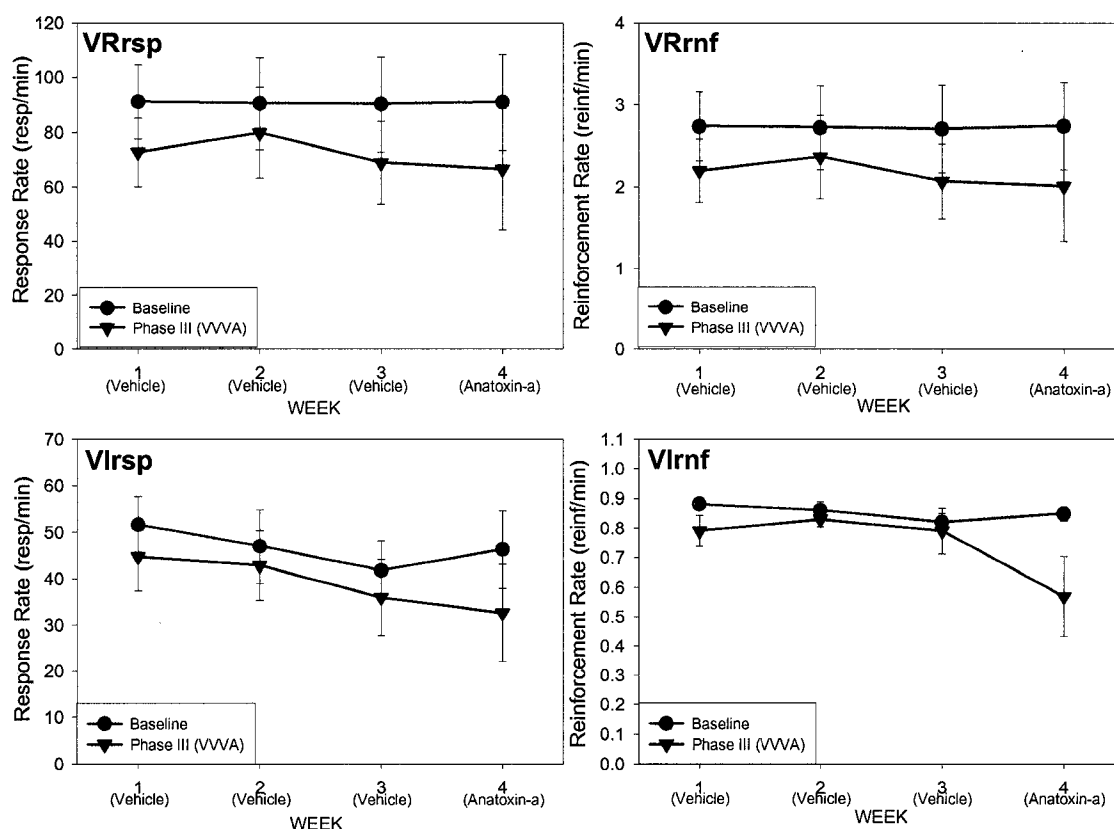 VRrsp
Response Rate (resp/min)
120
100
80
60
40
20
0
Baseline
Phase III (VVVA)
1 2 3 4
(Vehicle) (Vehicle) (Vehicle) (Anatoxin-a)
WEEK
VRrnf
Reinforcement Rate (reinf/min)
4
3
2
1
0
Baseline
Phase III (VVVA)
1 2 3 4
(Vehicle) (Vehicle) (Vehicle) (Anatoxin-a)
WEEK
VIrsp
Response Rate (resp/min)
70
60
50
40
30
20
10
0
Baseline
Phase III (VVVA)
1 2 3 4
(Vehicle) (Vehicle) (Vehicle) (Anatoxin-a)
WEEK
VIrnf
Reinforcement Rate (reinf/min)
1.1
1.0
0.9
0.8
0.7
0.6
0.5
0.4
0.3
0.2
0.1
0.0
Baseline
Phase III (VVVA)
1 2 3 4
(Vehicle) (Vehicle) (Vehicle) (Anatoxin-a)
WEEK